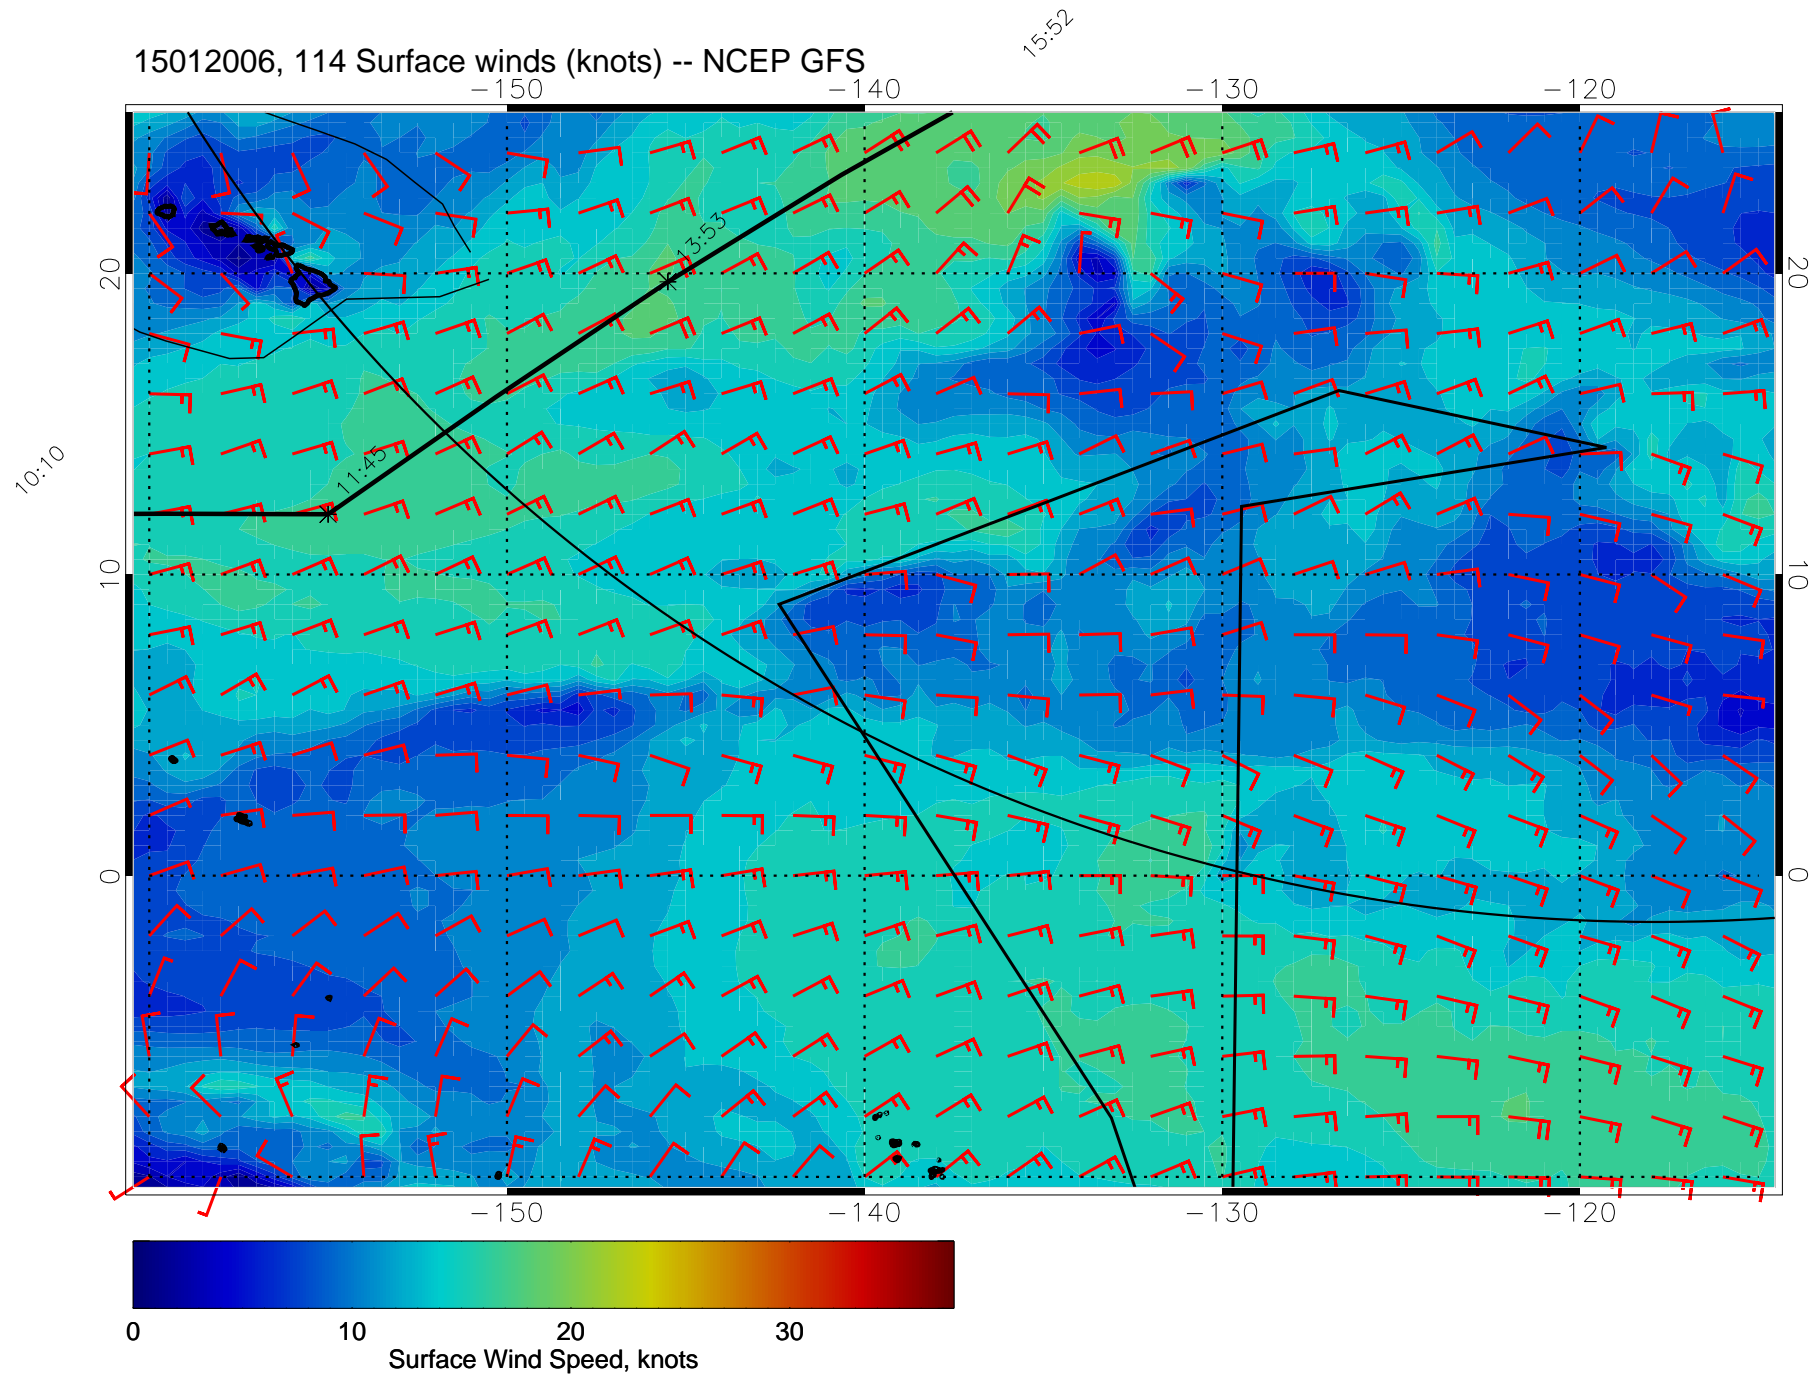 15:52
15012006, 114 Surface winds (knots) -- NCEP GFS
-150 -140 -130 -120
13:53
20 20
11:45
10:10
10 10
0 0
-150 -140 -130 -120
0 10 20 30
Surface Wind Speed, knots